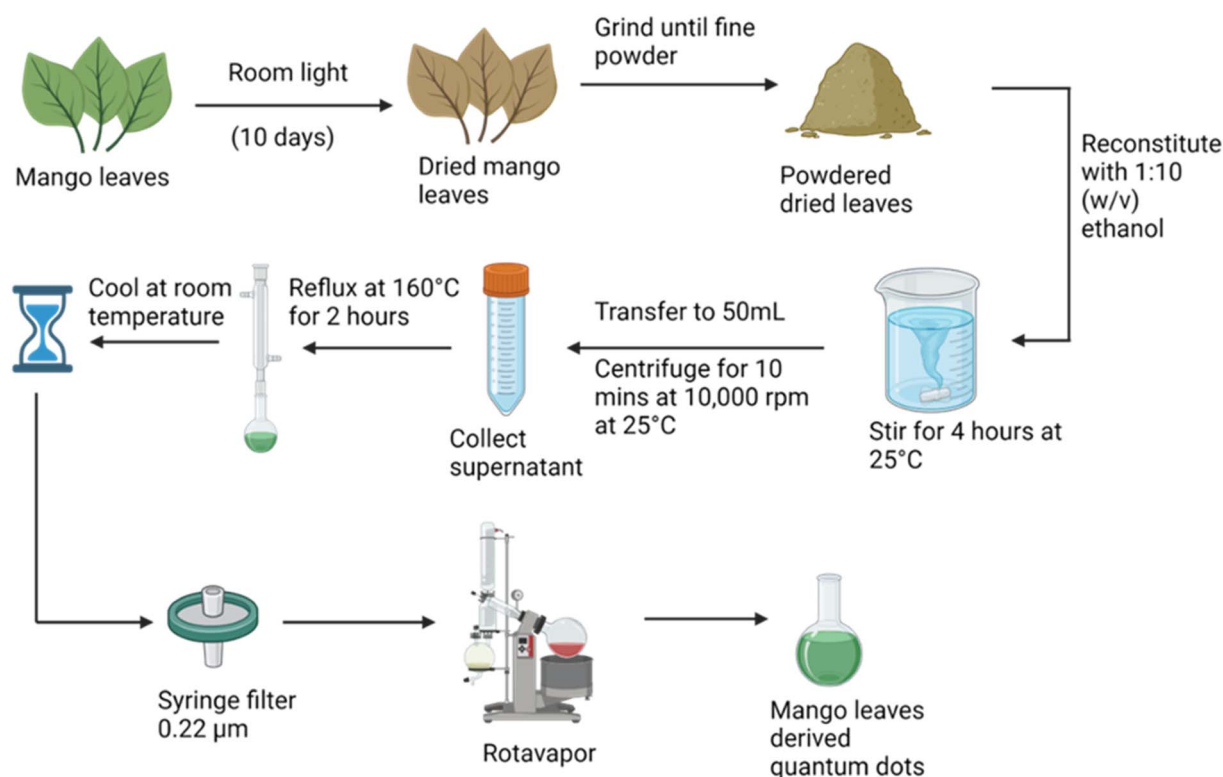 Mango leaves
Room light
(10 days)
Dried mango
leaves
Grind until fine
powder
Powdered
dried leaves
Reconstitute
with 1:10
(w/v)
ethanol
Stir for 4 hours at
25°C
Transfer to 50mL
Centrifuge for 10
mins at 10,000 rpm
at 25°C
Collect
supernatant
Reflux at 160°C
for 2 hours
Cool at room
temperature
Syringe filter
0.22 µm
Rotavapor
Mango leaves
derived
quantum dots